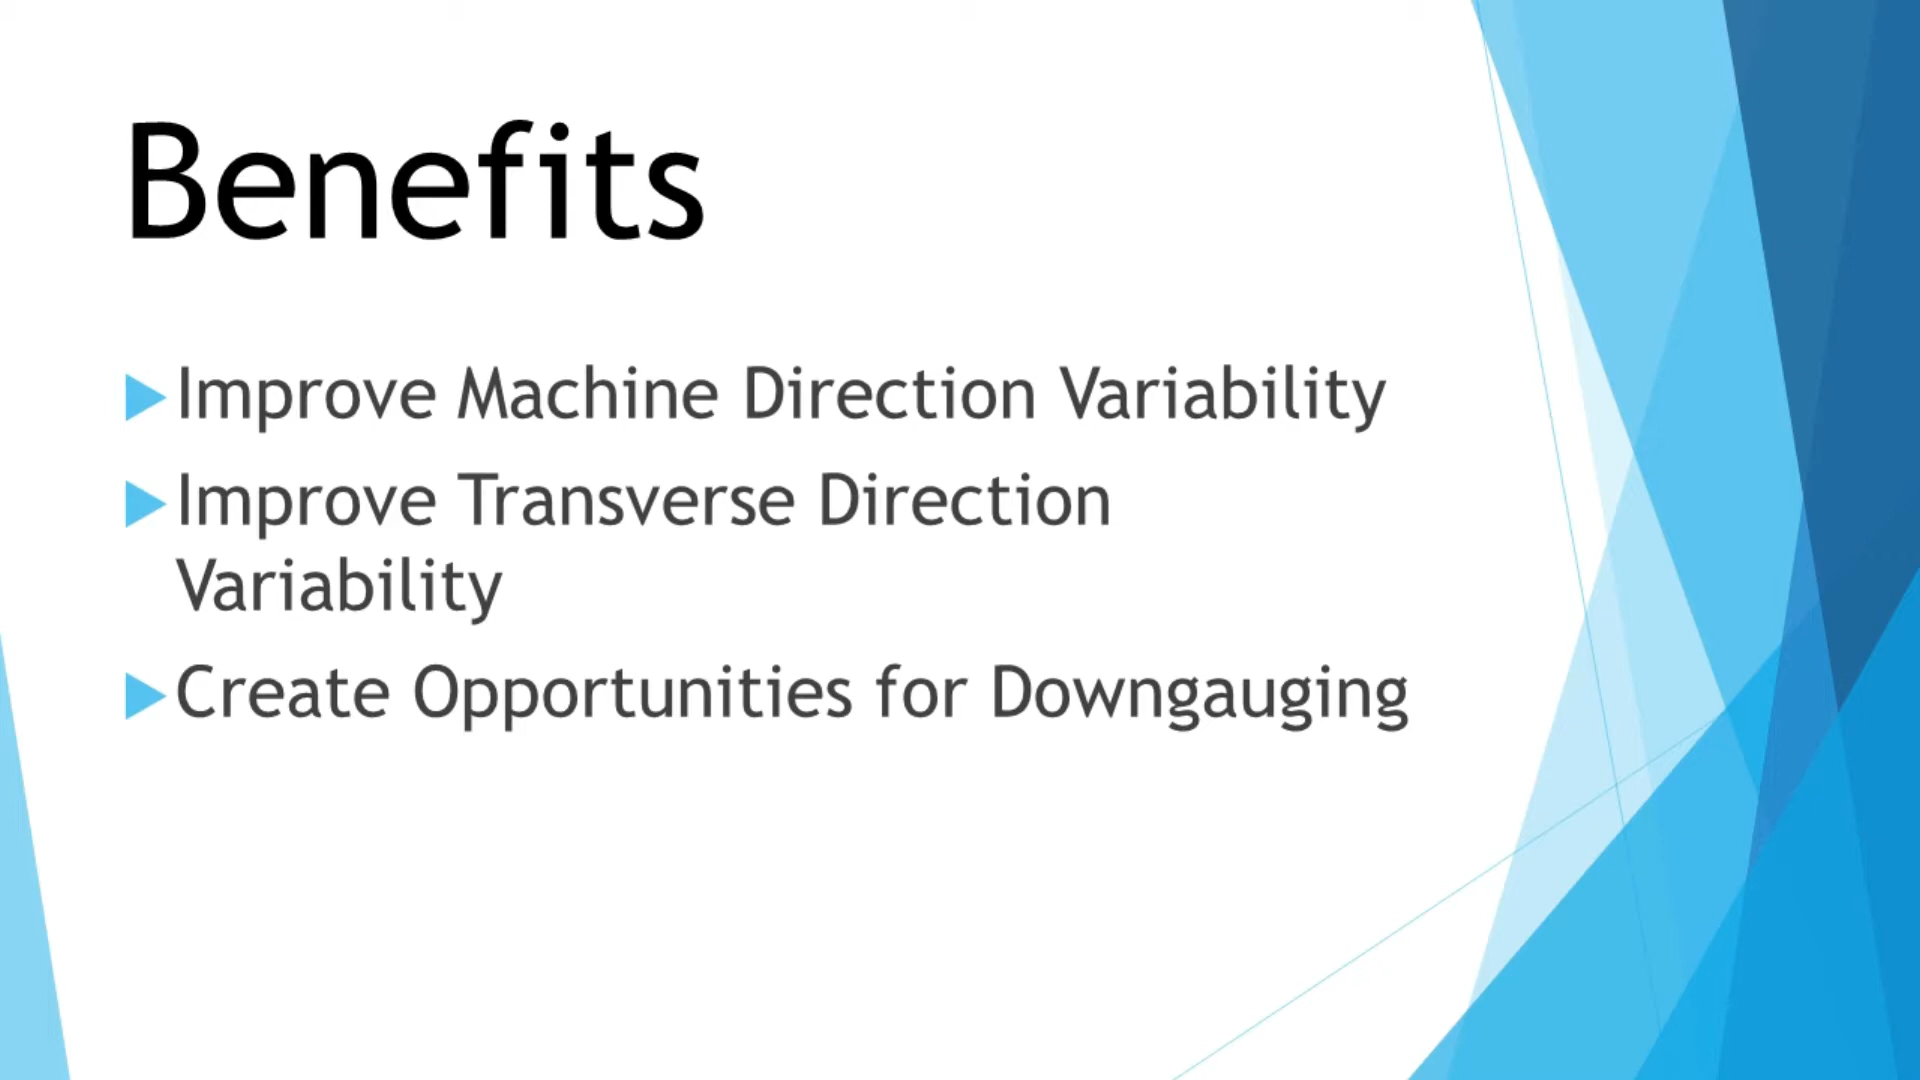 Benefits
Improve Machine Direction Variability
Improve Transverse Direction
Variability
Create Opportunities for Downgauging